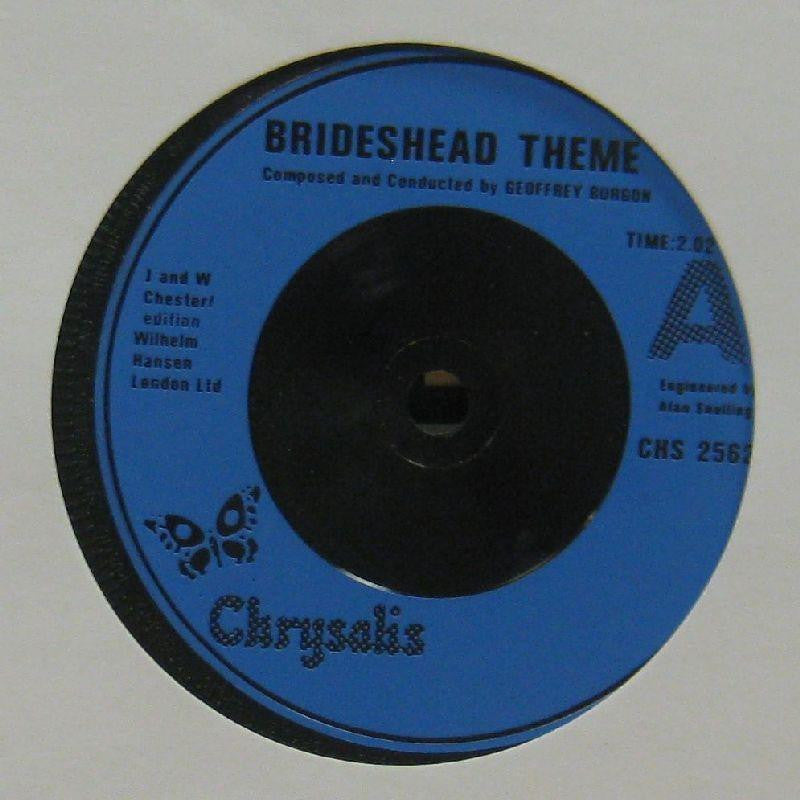 BRIDESHEAD THEME
Composed and Conducted by GEOFFREY BURGON
TIME:2.02
A
J and W
Chester/
edition
Wilhelm
Hansen
London Ltd
Engineered by
Alan Snelling
CHS 2562
Chrysalis